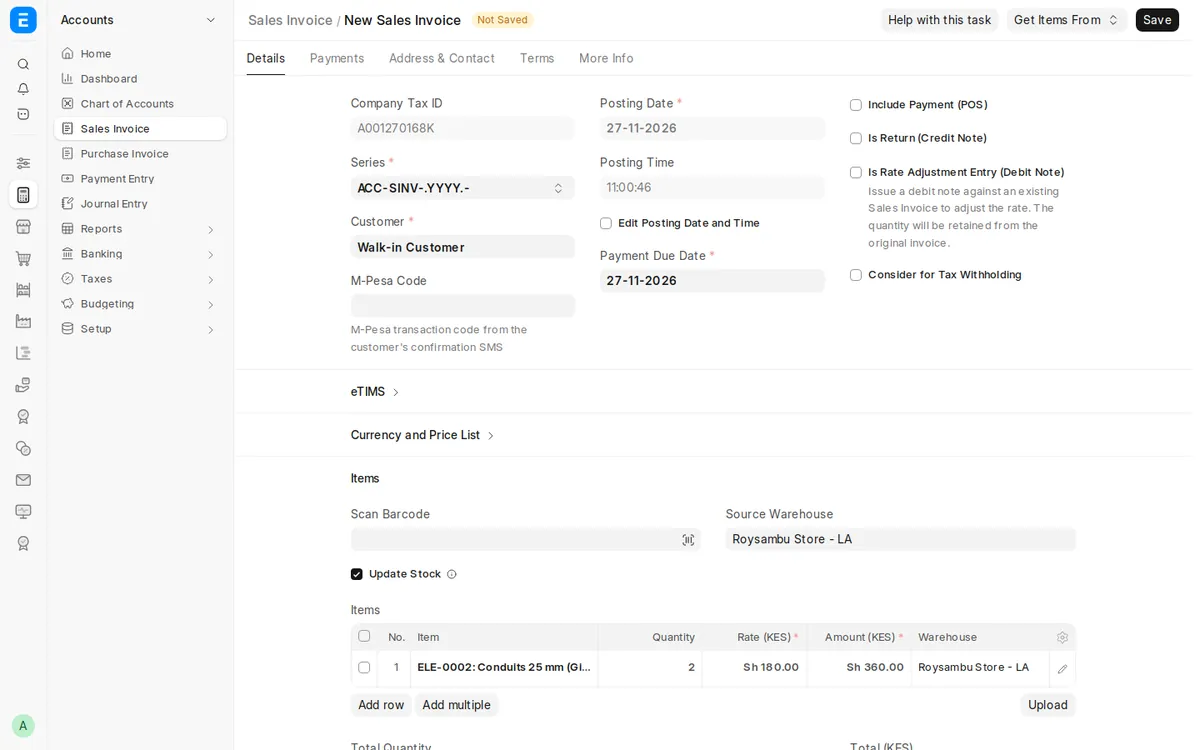 Accounts
Home
Dashboard
Chart of Accounts
Sales Invoice
Purchase Invoice
Payment Entry
Journal Entry
Reports
Banking
Taxes
Budgeting
Setup
A
Sales Invoice / New Sales Invoice Not Saved
Help with this task
Get Items From
Save
Details Payments Address & Contact Terms More Info
Company Tax ID
A001270168K
Series *
ACC-SINV-.YYYY.-
Customer *
Walk-in Customer
M-Pesa Code
M-Pesa transaction code from the
customer's confirmation SMS
Posting Date *
27-11-2026
Posting Time
11:00:46
Edit Posting Date and Time
Payment Due Date *
27-11-2026
Include Payment (POS)
Is Return (Credit Note)
Is Rate Adjustment Entry (Debit Note)
Issue a debit note against an existing
Sales Invoice to adjust the rate. The
quantity will be retained from the
original invoice.
Consider for Tax Withholding
eTIMS
Currency and Price List
Items
Scan Barcode
Source Warehouse
Roysambu Store - LA
Update Stock
Items
No. Item Quantity Rate (KES) * Amount (KES) * Warehouse
1 ELE-0002: Conduits 25 mm (Gl... 2 Sh 180.00 Sh 360.00 Roysambu Store - LA
Add row Add multiple Upload
Total Quantity Total (KES)